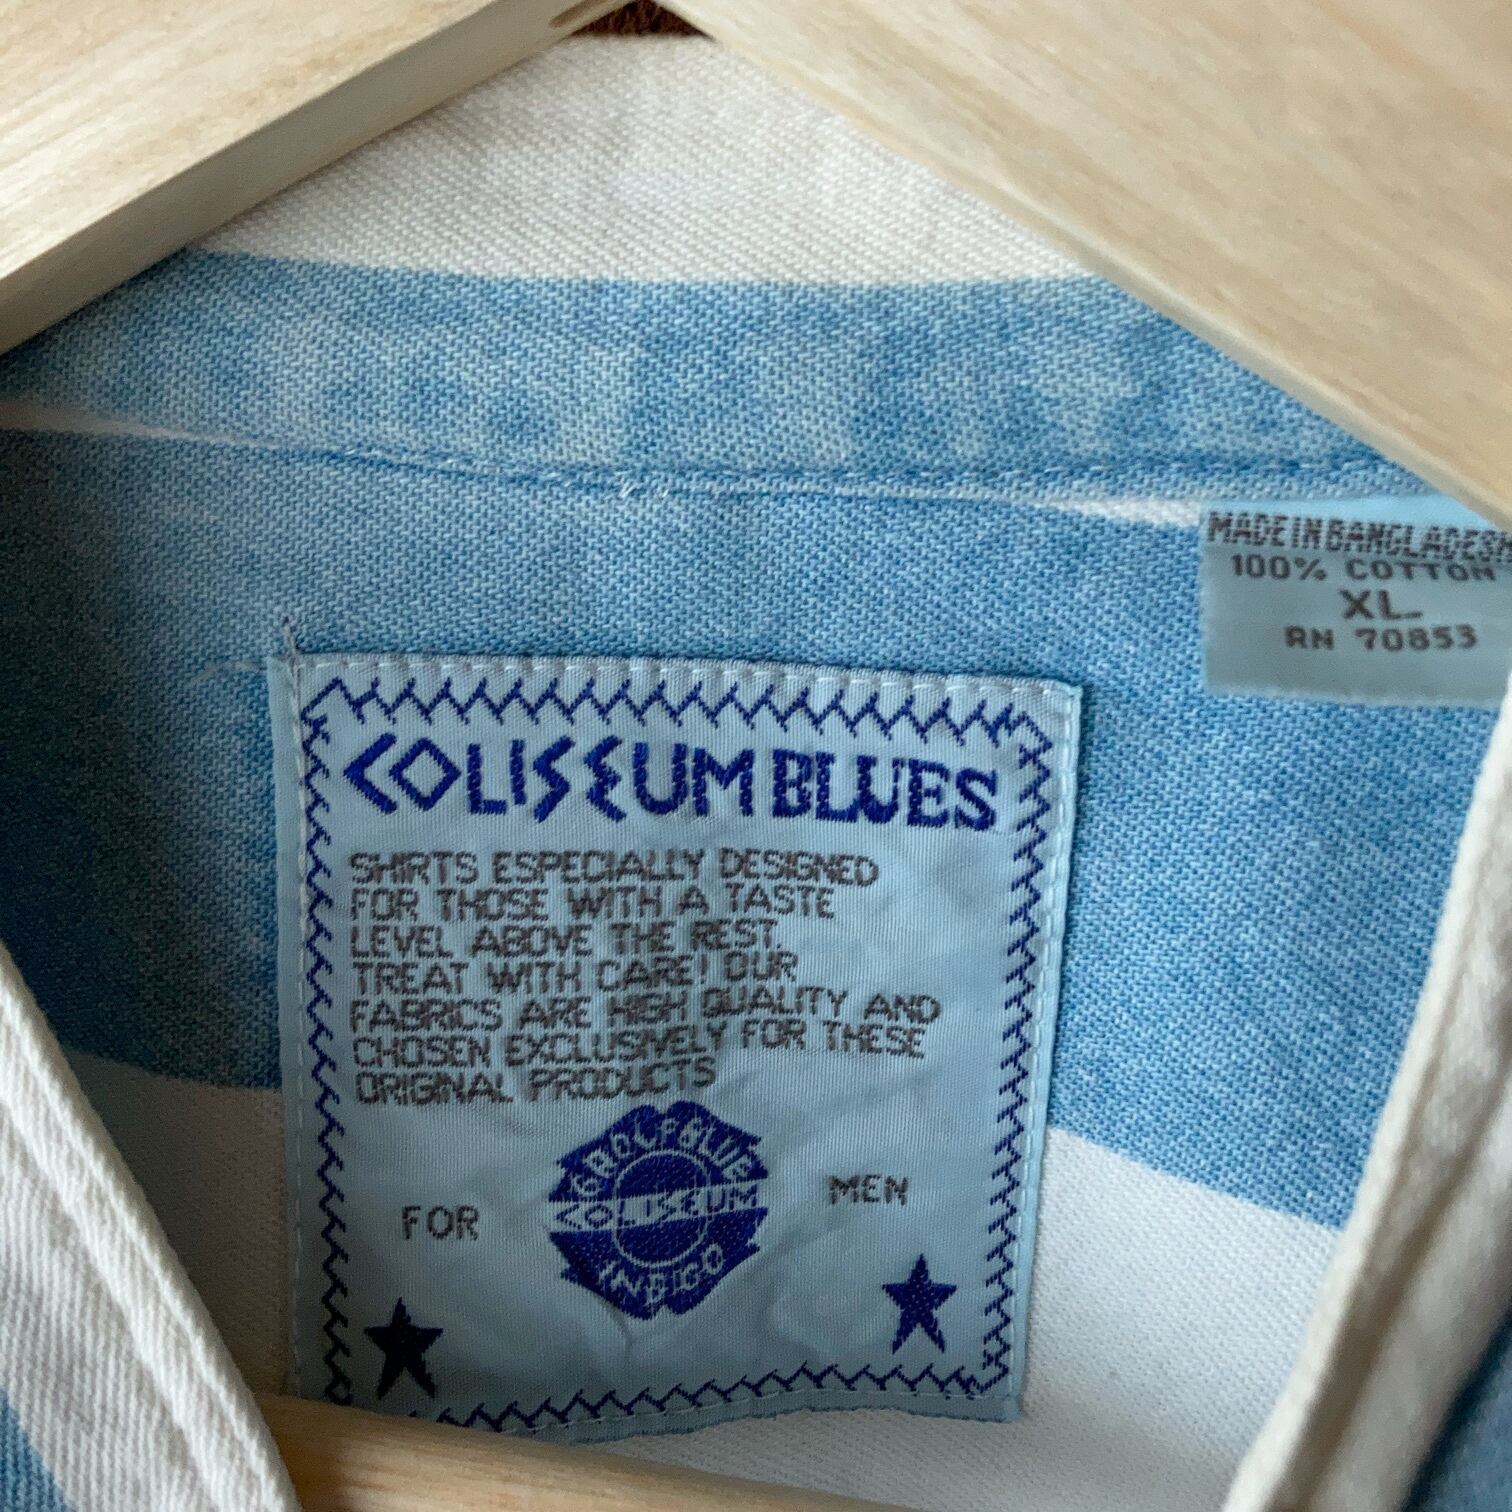 MADE IN BANGLADESH
100% COTTON
XL
RN 70853
COLISEUM BLUES
SHIRTS ESPECIALLY DESIGNED
FOR THOSE WITH A TASTE
LEVEL ABOVE THE REST.
TREAT WITH CARE! OUR
FABRICS ARE HIGH QUALITY AND
CHOSEN EXCLUSIVELY FOR THESE
ORIGINAL PRODUCTS
COLISEUM
INDIGO
FOR
MEN